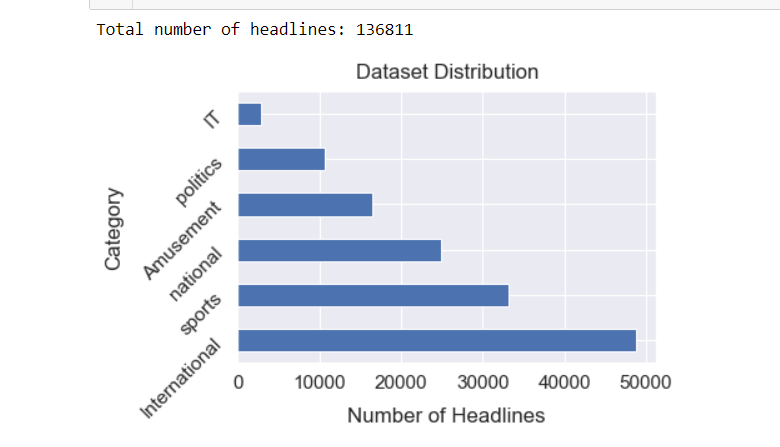 Total number of headlines: 136811
Dataset Distribution
Category
IT
politics
Amusement
national
sports
International
0 10000 20000 30000 40000 50000
Number of Headlines